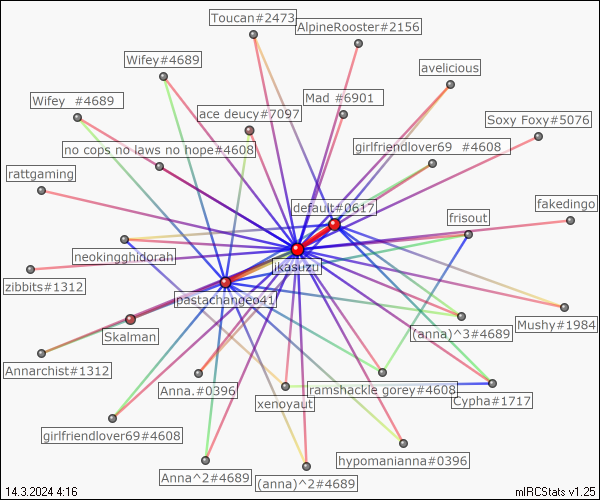 Toucan#2473
AlpineRooster#2156
Wifey#4689
avelicious
Wifey #4689
Mad #6901
ace deucy#7097
Soxy Foxy#5076
no cops no laws no hope#4608
girlfriendlover69 #4608
rattgaming
default#0617
fakedingo
frisout
neokingghidorah
jikasuzu
zibbits#1312
pastachangeo41
Mushy#1984
Skalman
(anna)^3#4689
Annarchist#1312
Anna.#0396
ramshackle gorey#4608
xenoyaut
Cypha#1717
girlfriendlover69#4608
hypomanianna#0396
Anna^2#4689
(anna)^2#4689
14.3.2024 4:16
mIRCStats v1.25